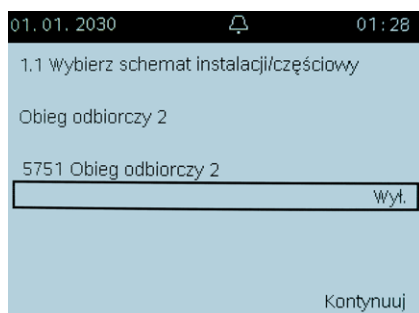 01.01.2030 01:28
1.1 Wybierz schemat instalacji/częściowy
Obieg odbiorczy 2
5751 Obieg odbiorczy 2
Wył.
Kontynuuj